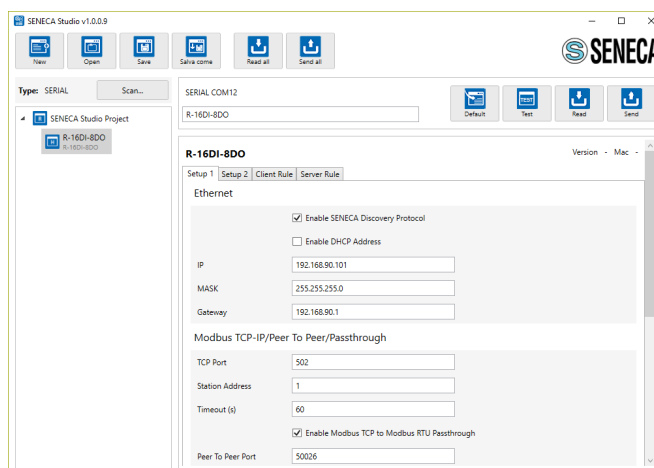 SENECA Studio v1.0.0.9
New
Open
Save
Salva come
Read all
Send all
SENECA
Type: SERIAL
Scan...
SENECA Studio Project
R-16DI-8DO
R-16DI-8DO
SERIAL COM12
R-16DI-8DO
Default
TEST
Test
Read
Send
R-16DI-8DO
Version - Mac -
Setup 1 Setup 2 Client Rule Server Rule
Ethernet
Enable SENECA Discovery Protocol
Enable DHCP Address
IP 192.168.90.101
MASK 255.255.255.0
Gateway 192.168.90.1
Modbus TCP-IP/Peer To Peer/Passthrough
TCP Port 502
Station Address 1
Timeout (s) 60
Enable Modbus TCP to Modbus RTU Passthrough
Peer To Peer Port 50026